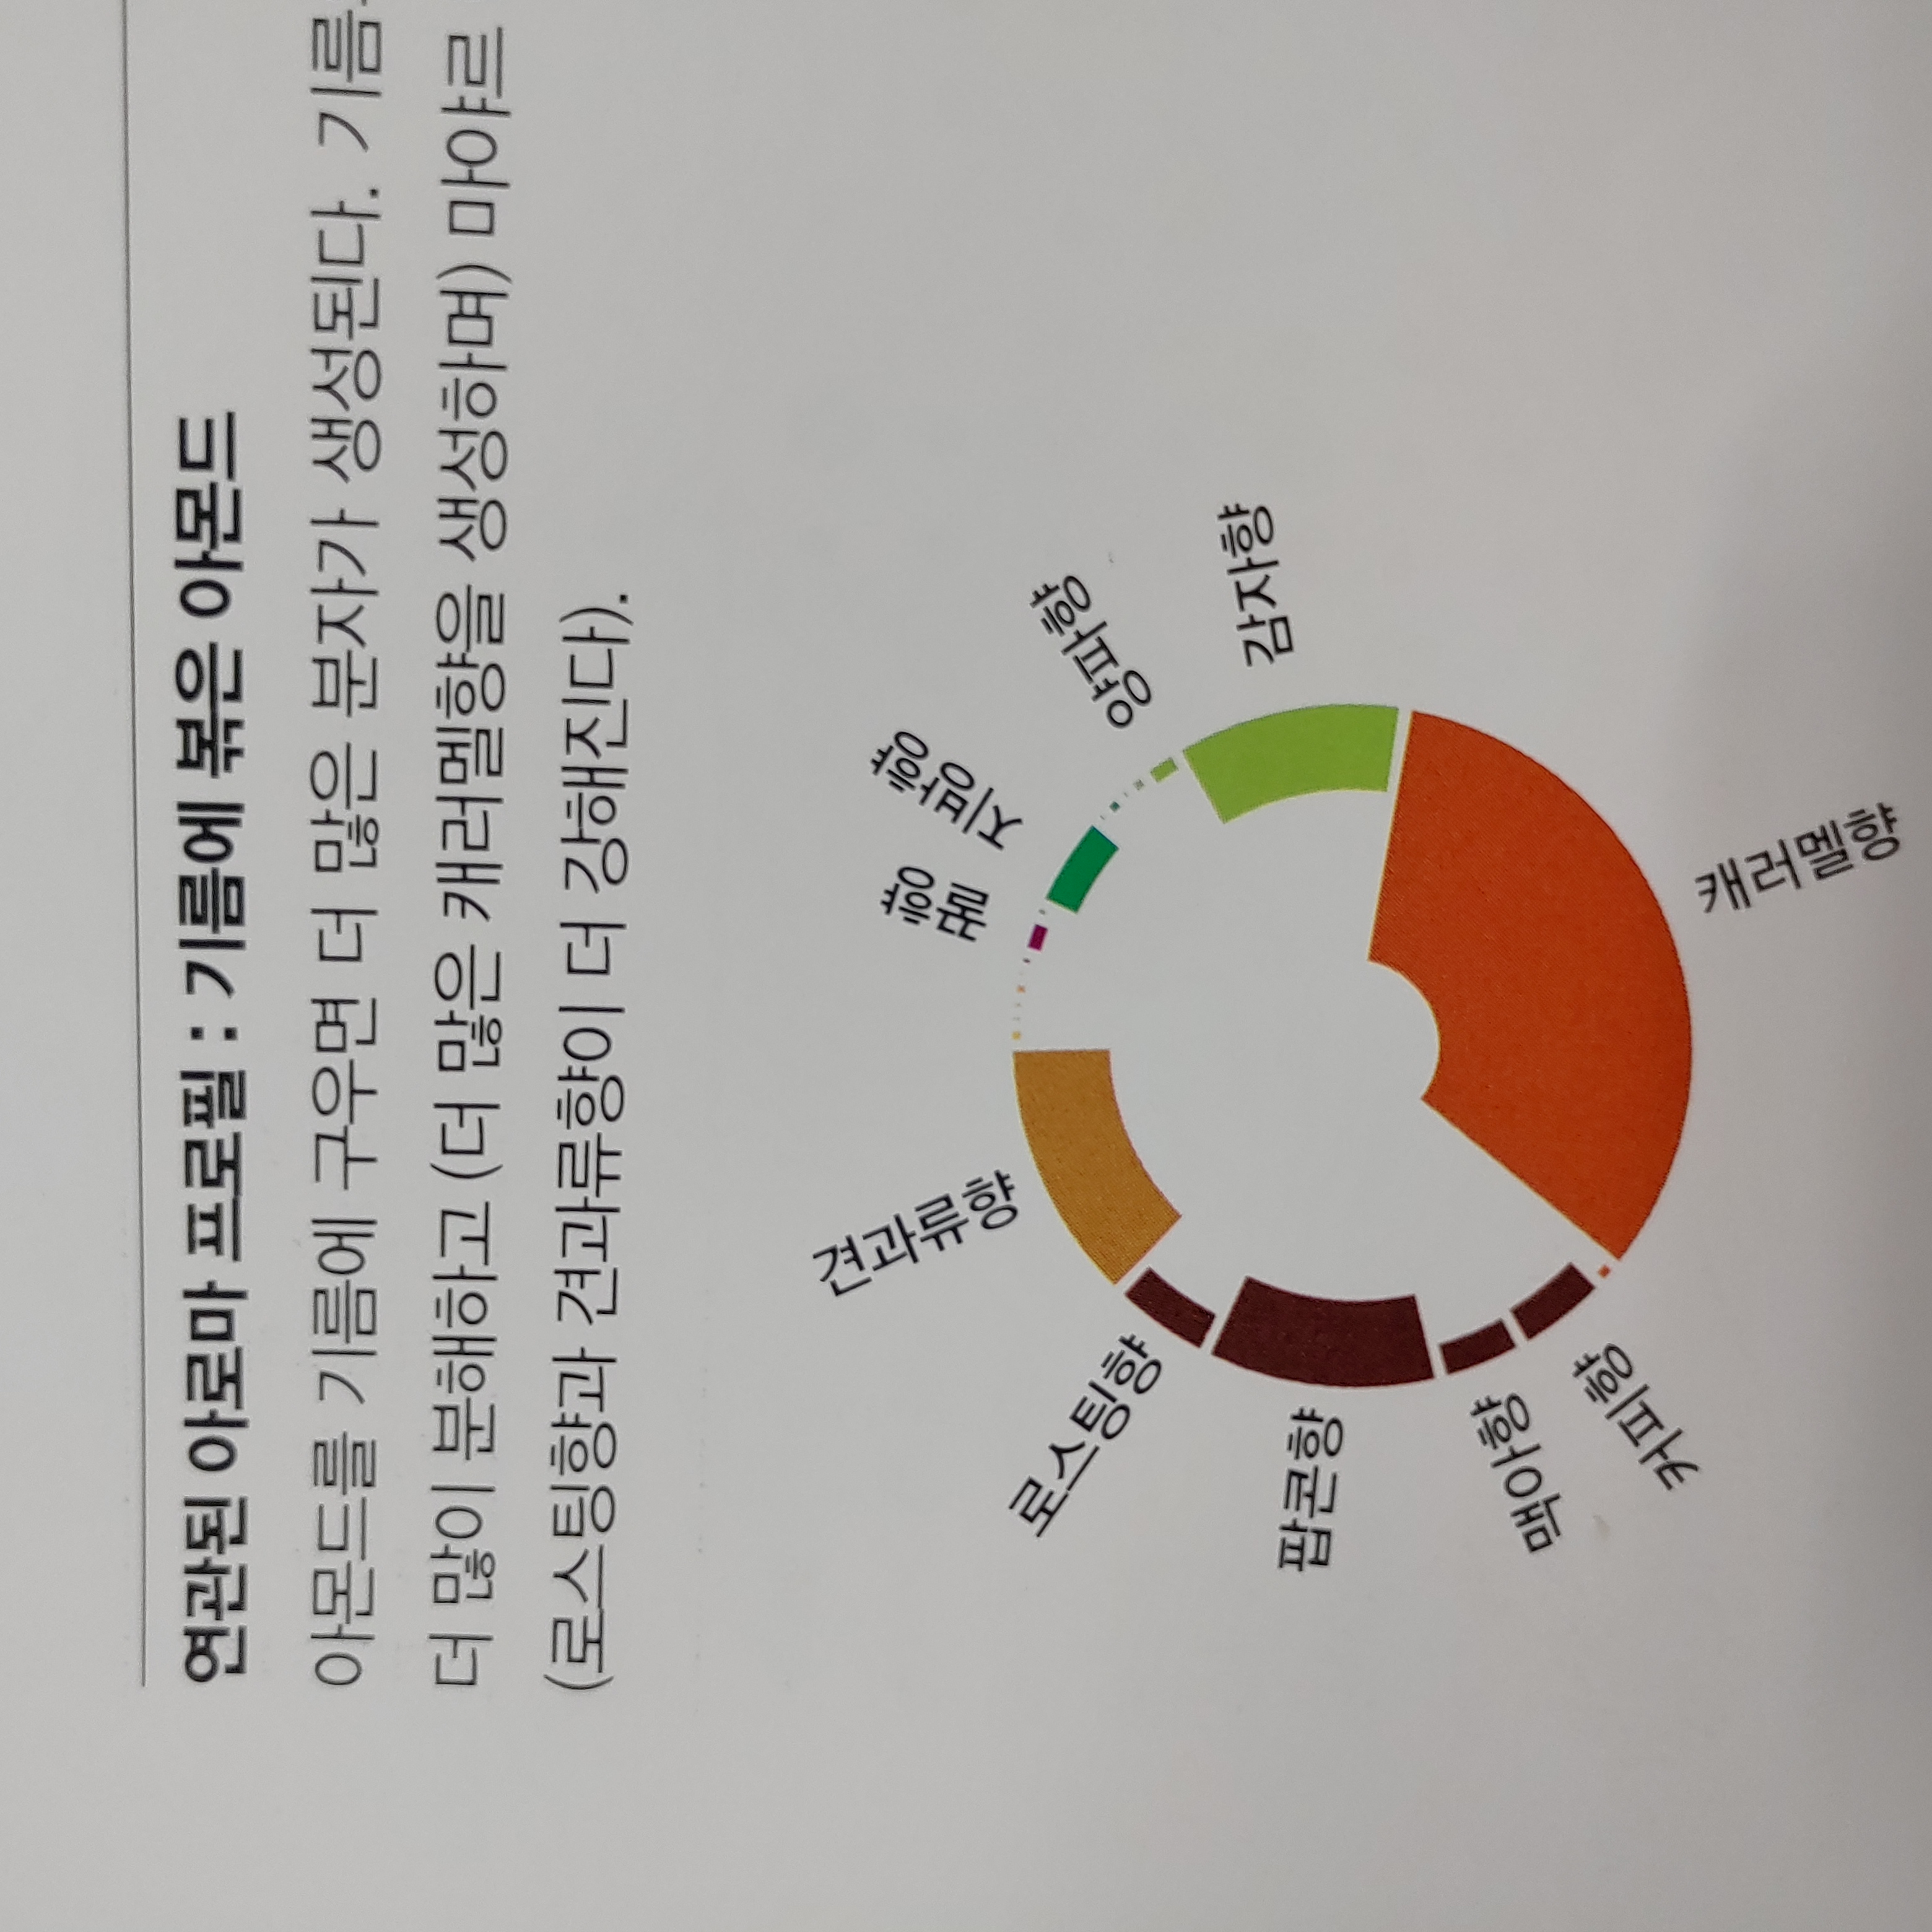 연관된 아로마 프로필 : 기름에 볶은 아몬드
아몬드를 기름에 구우면 더 많은 분자가 생성된다. 기름
더 많이 분해하고 (더 많은 캐러멜향을 생성하며) 마야르
(로스팅향과 견과류향이 더 강해진다).
견과류향
꿀향
지방향
로스팅향
양파향
감자향
팝콘향
맥아향
커피향
캐러멜향